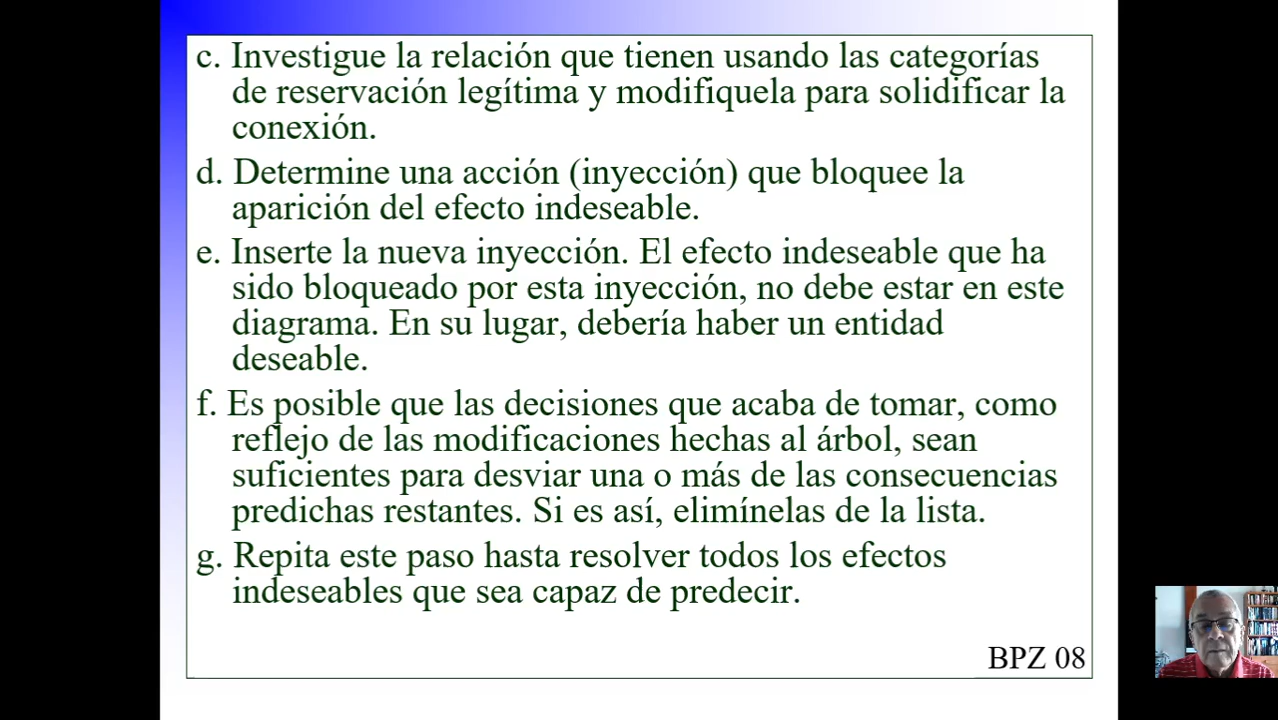 c. Investigue la relación que tienen usando las categorías
de reservación legítima y modifiquela para solidificar la
conexión.
d. Determine una acción (inyección) que bloquee la
aparición del efecto indeseable.
e. Inserte la nueva inyección. El efecto indeseable que ha
sido bloqueado por esta inyección, no debe estar en este
diagrama. En su lugar, debería haber un entidad
deseable.
f. Es posible que las decisiones que acaba de tomar, como
reflejo de las modificaciones hechas al árbol, sean
suficientes para desviar una o más de las consecuencias
predichas restantes. Si es así, elimínelas de la lista.
g. Repita este paso hasta resolver todos los efectos
indeseables que sea capaz de predecir.
BPZ 08